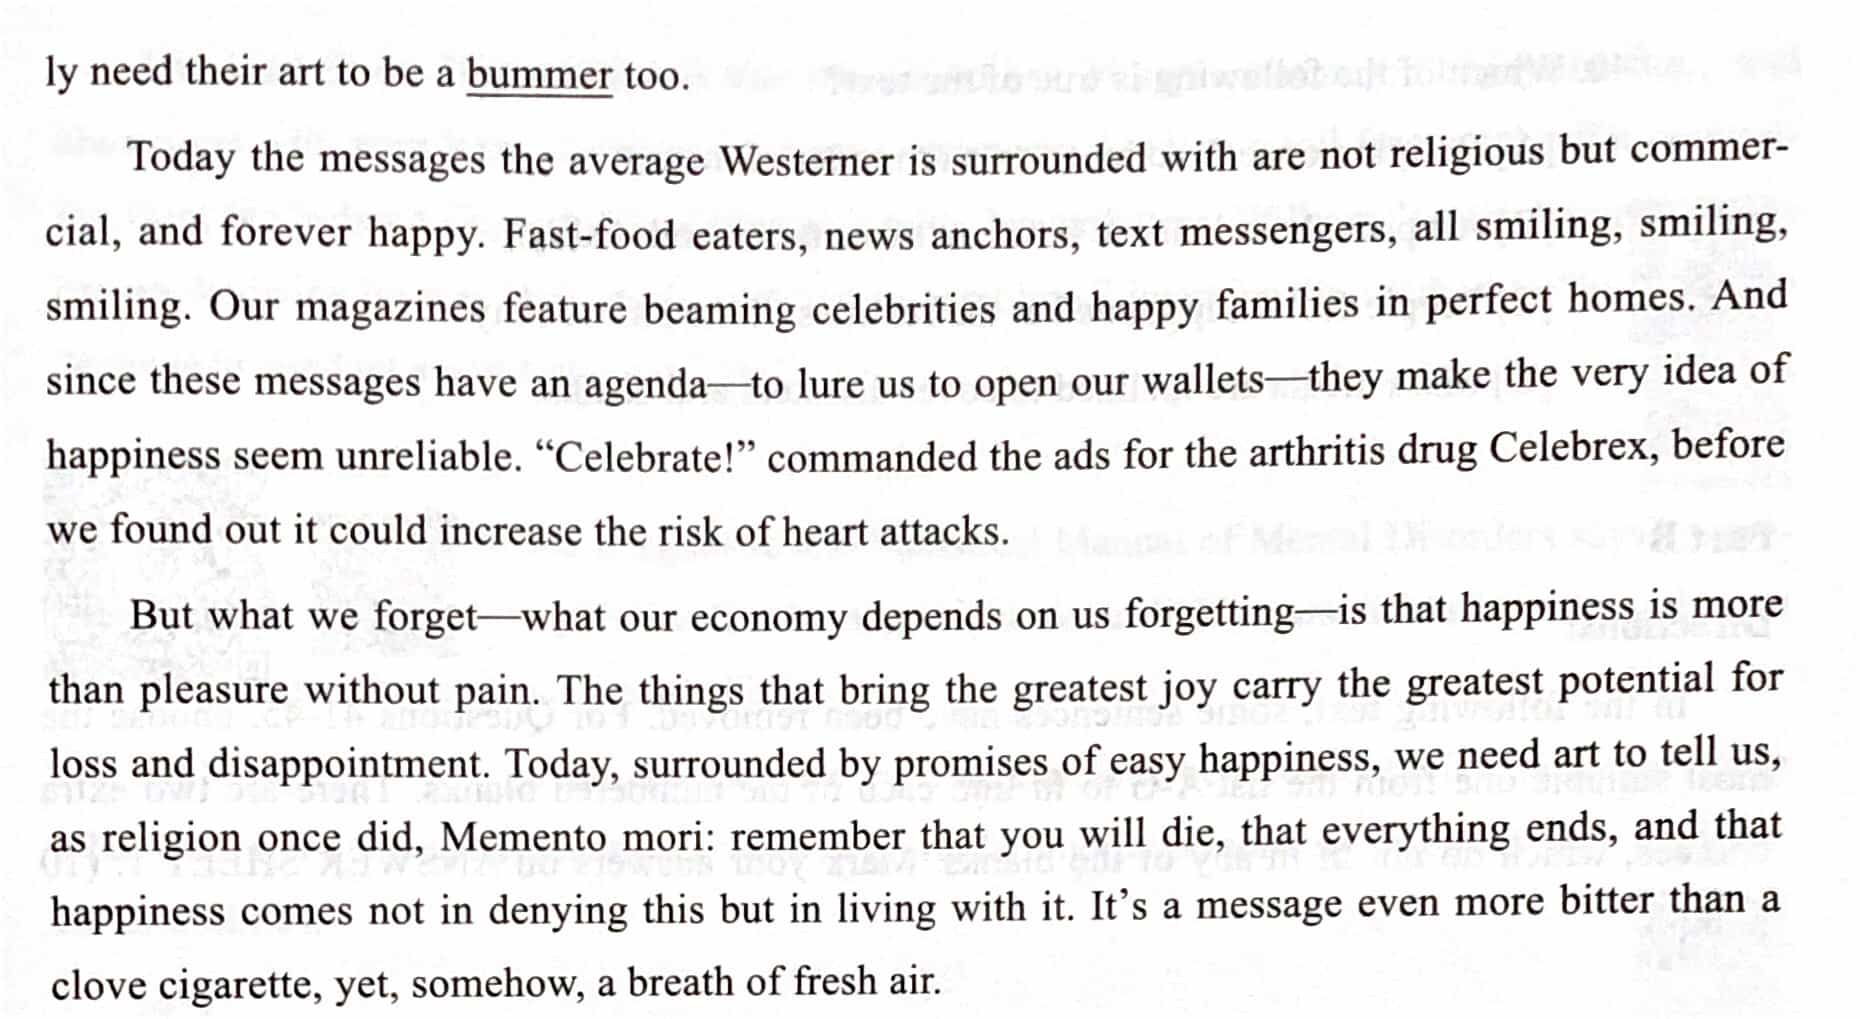 ly need their art to be a bummer too.
Today the messages the average Westerner is surrounded with are not religious but commer-
cial, and forever happy. Fast-food eaters, news anchors, text messengers, all smiling, smiling,
smiling. Our magazines feature beaming celebrities and happy families in perfect homes. And
since these messages have an agenda—to lure us to open our wallets—they make the very idea of
happiness seem unreliable. “Celebrate!” commanded the ads for the arthritis drug Celebrex, before
we found out it could increase the risk of heart attacks.
But what we forget—what our economy depends on us forgetting—is that happiness is more
than pleasure without pain. The things that bring the greatest joy carry the greatest potential for
loss and disappointment. Today, surrounded by promises of easy happiness, we need art to tell us,
as religion once did, Memento mori: remember that you will die, that everything ends, and that
happiness comes not in denying this but in living with it. It’s a message even more bitter than a
clove cigarette, yet, somehow, a breath of fresh air.